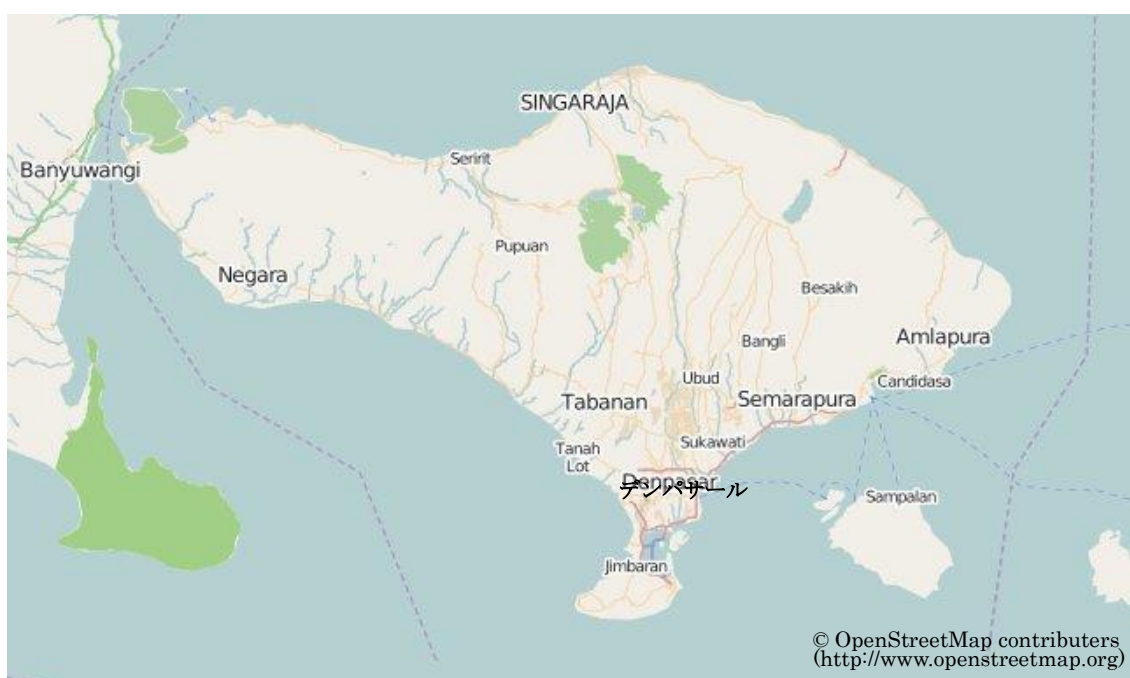 SINGARAJA
Seririt
Banyuwangi
Pupuan
Negara
Besakih
Amlapura
Bangli
Ubud
Candidasa
Tabanan
Semarapura
Sukawati
Tanah
Lot
Denpasar
デンパサール
Sampalan
Jimbaran
© OpenStreetMap contributers
(http://www.openstreetmap.org)